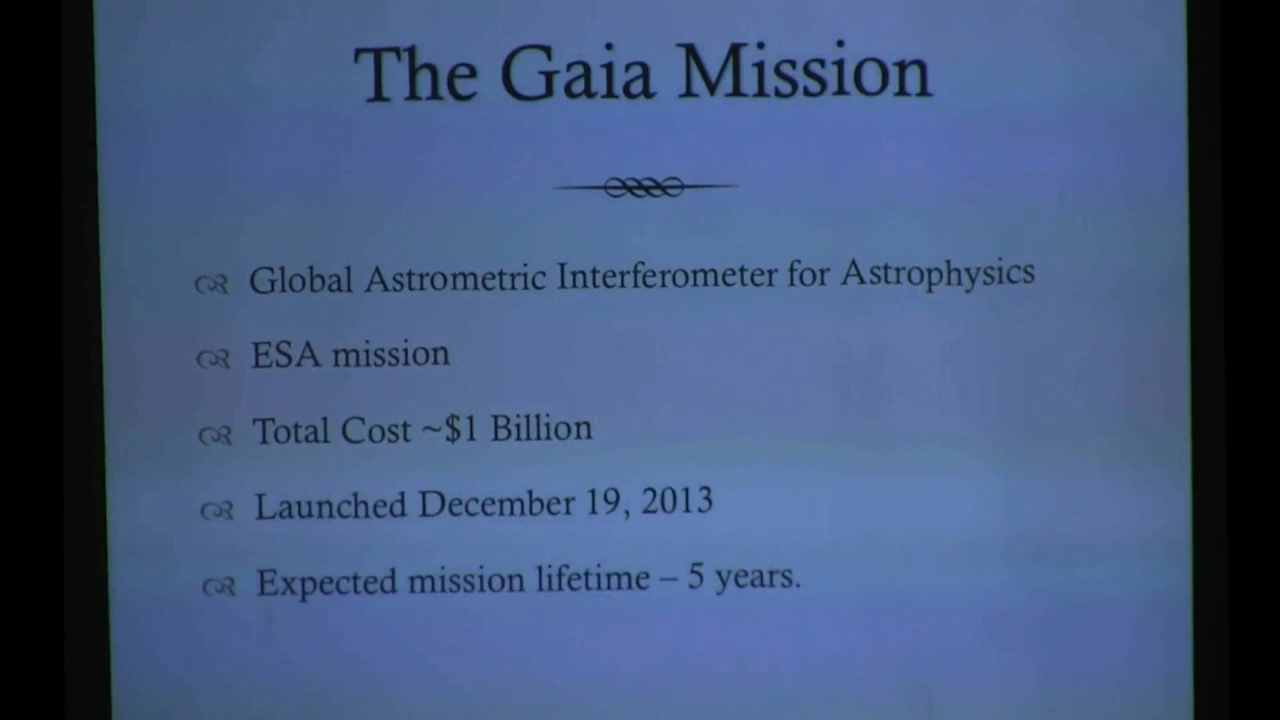 The Gaia Mission
Global Astrometric Interferometer for Astrophysics
ESA mission
Total Cost ~$1 Billion
Launched December 19, 2013
Expected mission lifetime – 5 years.